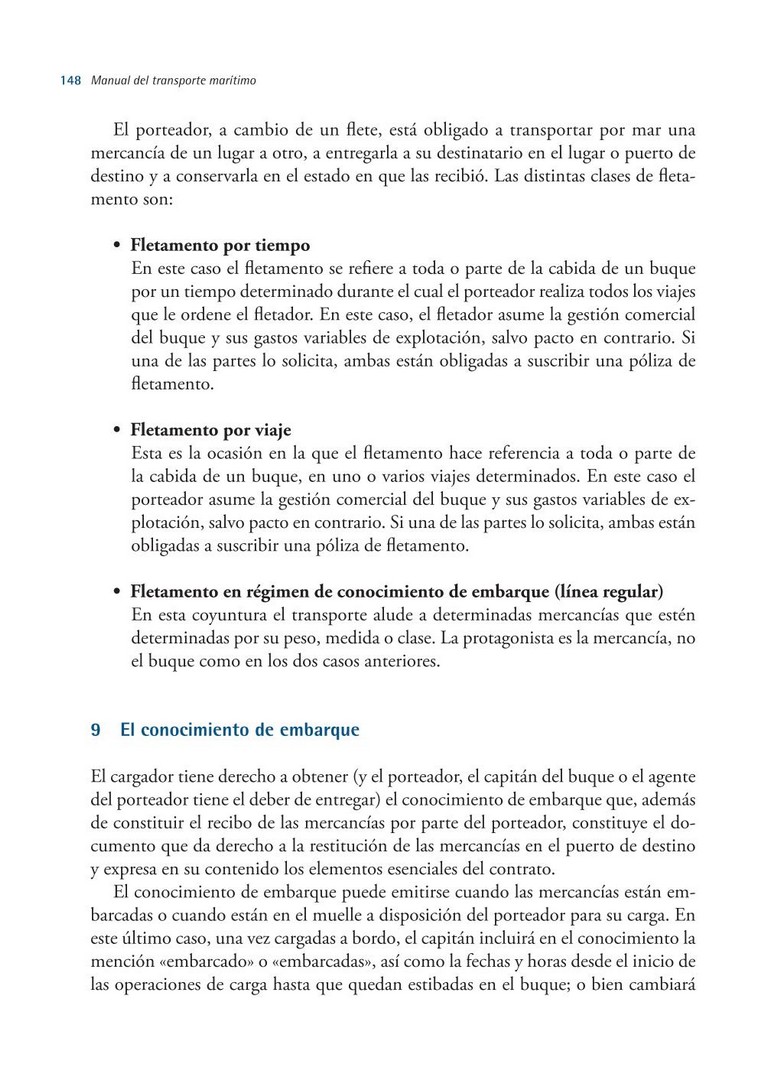 148 Manual del transporte marítimo
El porteador, a cambio de un flete, está obligado a transportar por mar una
mercancía de un lugar a otro, a entregarla a su destinatario en el lugar o puerto de
destino y a conservarla en el estado en que las recibió. Las distintas clases de fleta-
mento son:
• Fletamento por tiempo
En este caso el fletamento se refiere a toda o parte de la cabida de un buque
por un tiempo determinado durante el cual el porteador realiza todos los viajes
que le ordene el fletador. En este caso, el fletador asume la gestión comercial
del buque y sus gastos variables de explotación, salvo pacto en contrario. Si
una de las partes lo solicita, ambas están obligadas a suscribir una póliza de
fletamento.
• Fletamento por viaje
Esta es la ocasión en la que el fletamento hace referencia a toda o parte de
la cabida de un buque, en uno o varios viajes determinados. En este caso el
porteador asume la gestión comercial del buque y sus gastos variables de ex-
plotación, salvo pacto en contrario. Si una de las partes lo solicita, ambas están
obligadas a suscribir una póliza de fletamento.
• Fletamento en régimen de conocimiento de embarque (línea regular)
En esta coyuntura el transporte alude a determinadas mercancías que estén
determinadas por su peso, medida o clase. La protagonista es la mercancía, no
el buque como en los dos casos anteriores.
9 El conocimiento de embarque
El cargador tiene derecho a obtener (y el porteador, el capitán del buque o el agente
del porteador tiene el deber de entregar) el conocimiento de embarque que, además
de constituir el recibo de las mercancías por parte del porteador, constituye el do-
cumento que da derecho a la restitución de las mercancías en el puerto de destino
y expresa en su contenido los elementos esenciales del contrato.
El conocimiento de embarque puede emitirse cuando las mercancías están em-
barcadas o cuando están en el muelle a disposición del porteador para su carga. En
este último caso, una vez cargadas a bordo, el capitán incluirá en el conocimiento la
mención «embarcado» o «embarcadas», así como la fechas y horas desde el inicio de
las operaciones de carga hasta que quedan estibadas en el buque; o bien cambiará